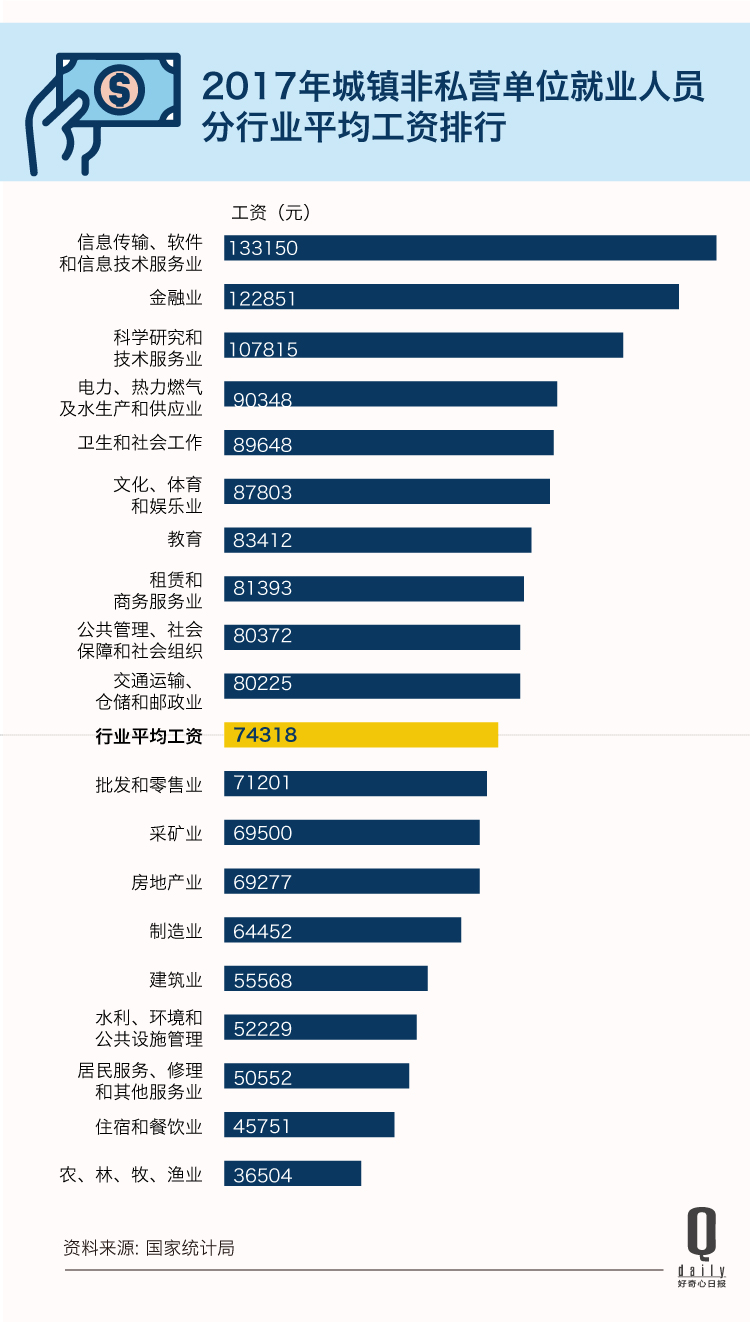 2017年城镇非私营单位就业人员
分行业平均工资排行
工资（元）
信息传输、软件
和信息技术服务业
133150
金融业
122851
科学研究和
技术服务业
107815
电力、热力燃气
及水生产和供应业
90348
卫生和社会工作
89648
文化、体育
和娱乐业
87803
教育
83412
租赁和
商务服务业
81393
公共管理、社会
保障和社会组织
80372
交通运输、
仓储和邮政业
80225
行业平均工资
74318
批发和零售业
71201
采矿业
69500
房地产业
69277
制造业
64452
建筑业
55568
水利、环境和
公共设施管理
52229
居民服务、修理
和其他服务业
50552
住宿和餐饮业
45751
农、林、牧、渔业
36504
资料来源: 国家统计局
Q
daily
好奇心日报